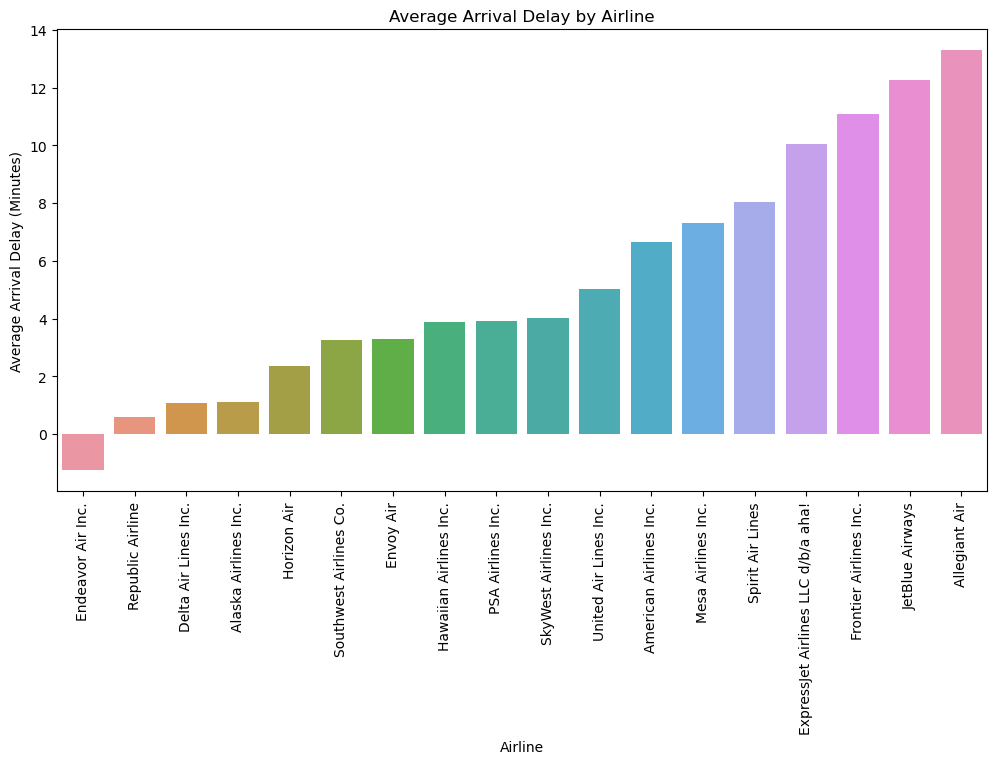 Average Arrival Delay by Airline
Average Arrival Delay (Minutes)
14
12
10
8
6
4
2
0
Endeavor Air Inc.
Republic Airline
Delta Air Lines Inc.
Alaska Airlines Inc.
Horizon Air
Southwest Airlines Co.
Envoy Air
Hawaiian Airlines Inc.
PSA Airlines Inc.
SkyWest Airlines Inc.
United Air Lines Inc.
American Airlines Inc.
Mesa Airlines Inc.
Spirit Air Lines
ExpressJet Airlines LLC d/b/a aha!
Frontier Airlines Inc.
JetBlue Airways
Allegiant Air
Airline